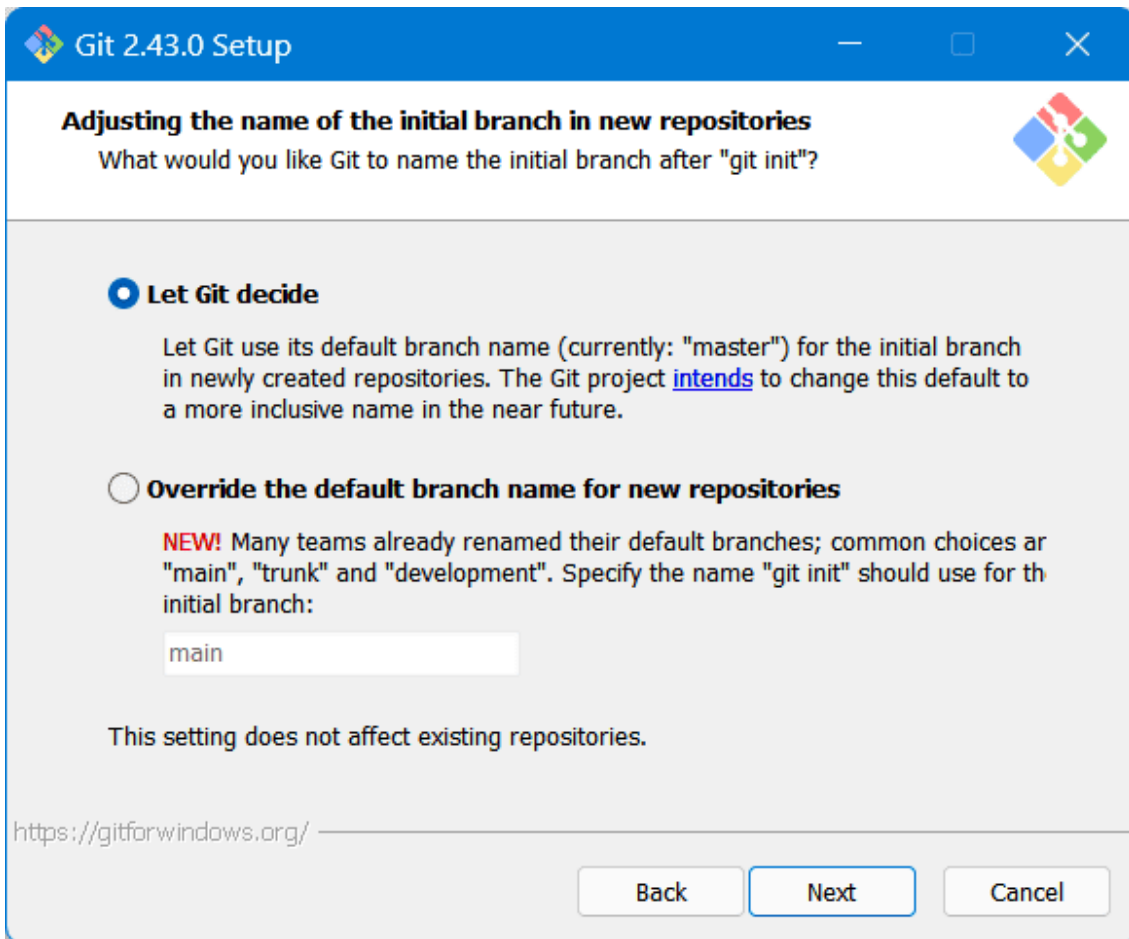 Git 2.43.0 Setup
Adjusting the name of the initial branch in new repositories
What would you like Git to name the initial branch after "git init"?
Let Git decide
Let Git use its default branch name (currently: "master") for the initial branch
in newly created repositories. The Git project intends to change this default to
a more inclusive name in the near future.
Override the default branch name for new repositories
NEW! Many teams already renamed their default branches; common choices ar
"main", "trunk" and "development". Specify the name "git init" should use for th
initial branch:
main
This setting does not affect existing repositories.
https://gitforwindows.org/
Back Next Cancel